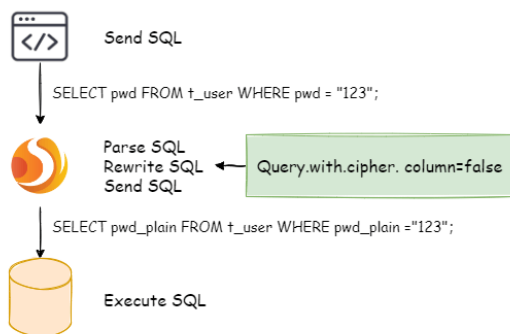 </>
Send SQL
SELECT pwd FROM t_user WHERE pwd = "123";
Parse SQL
Rewrite SQL
Send SQL
Query.with.cipher. column=false
SELECT pwd_plain FROM t_user WHERE pwd_plain ="123";
Execute SQL